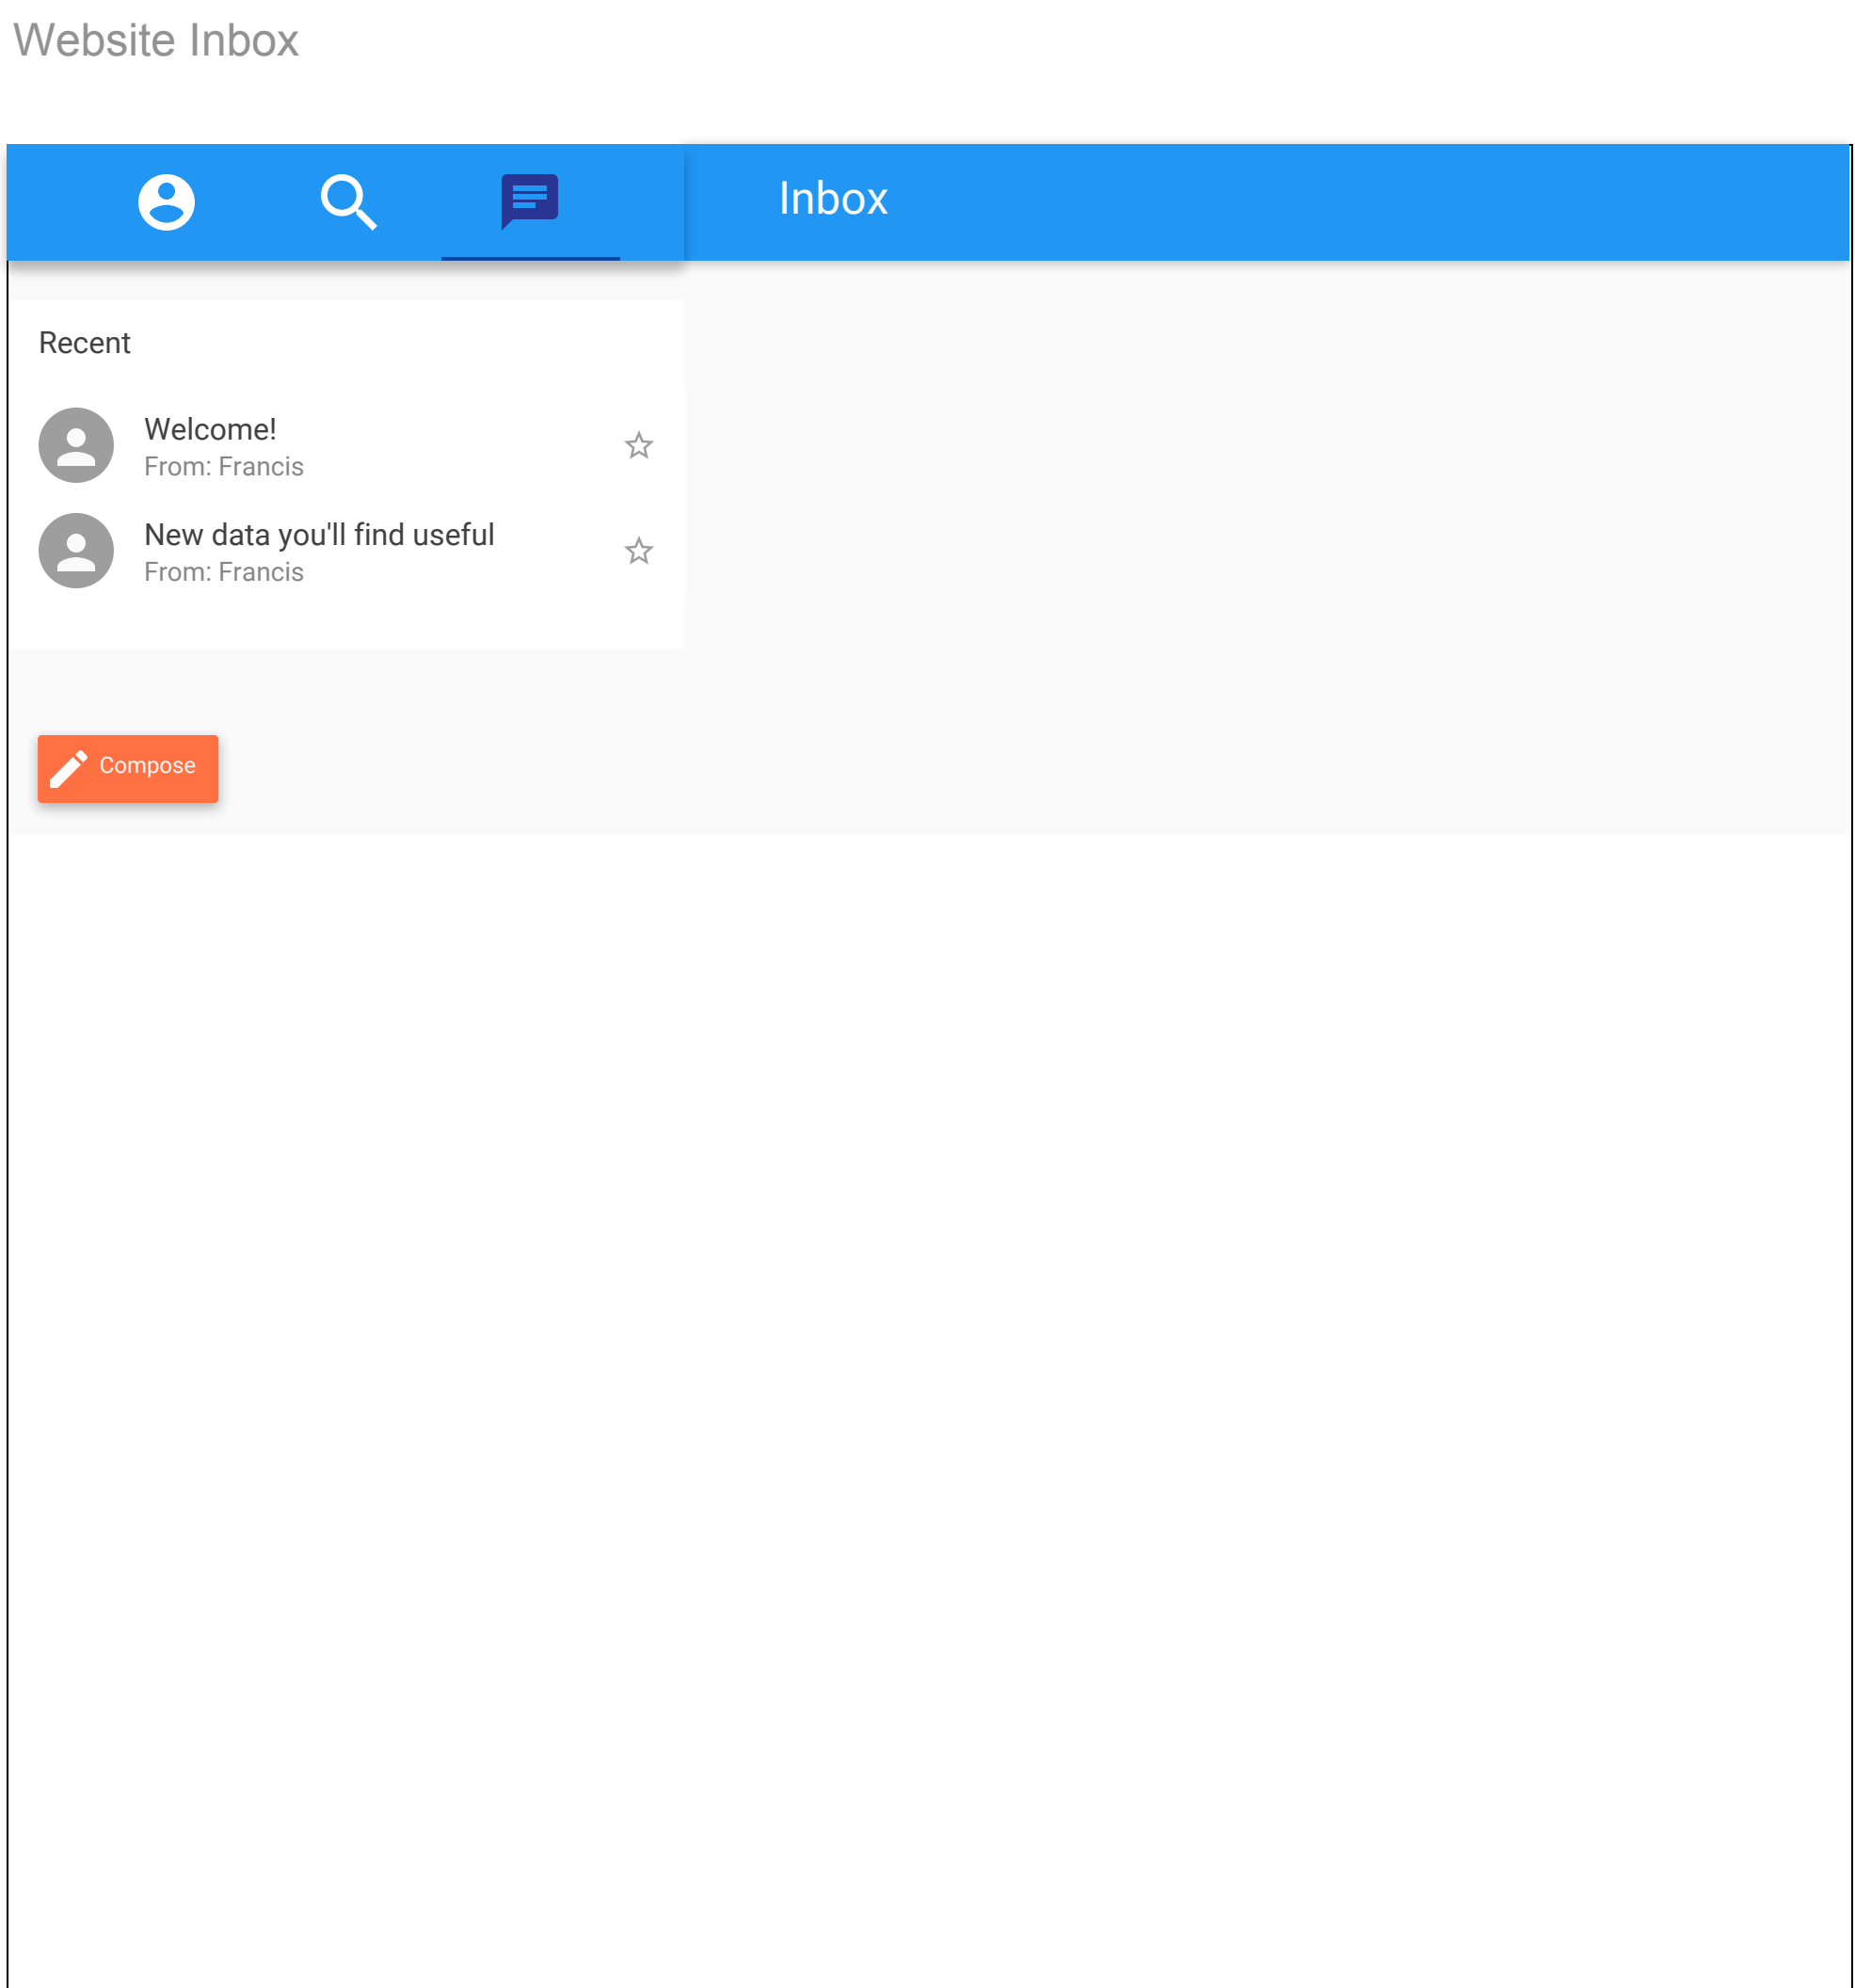 Website Inbox
Inbox
Recent
Welcome!
From: Francis
New data you'll find useful
From: Francis
Compose